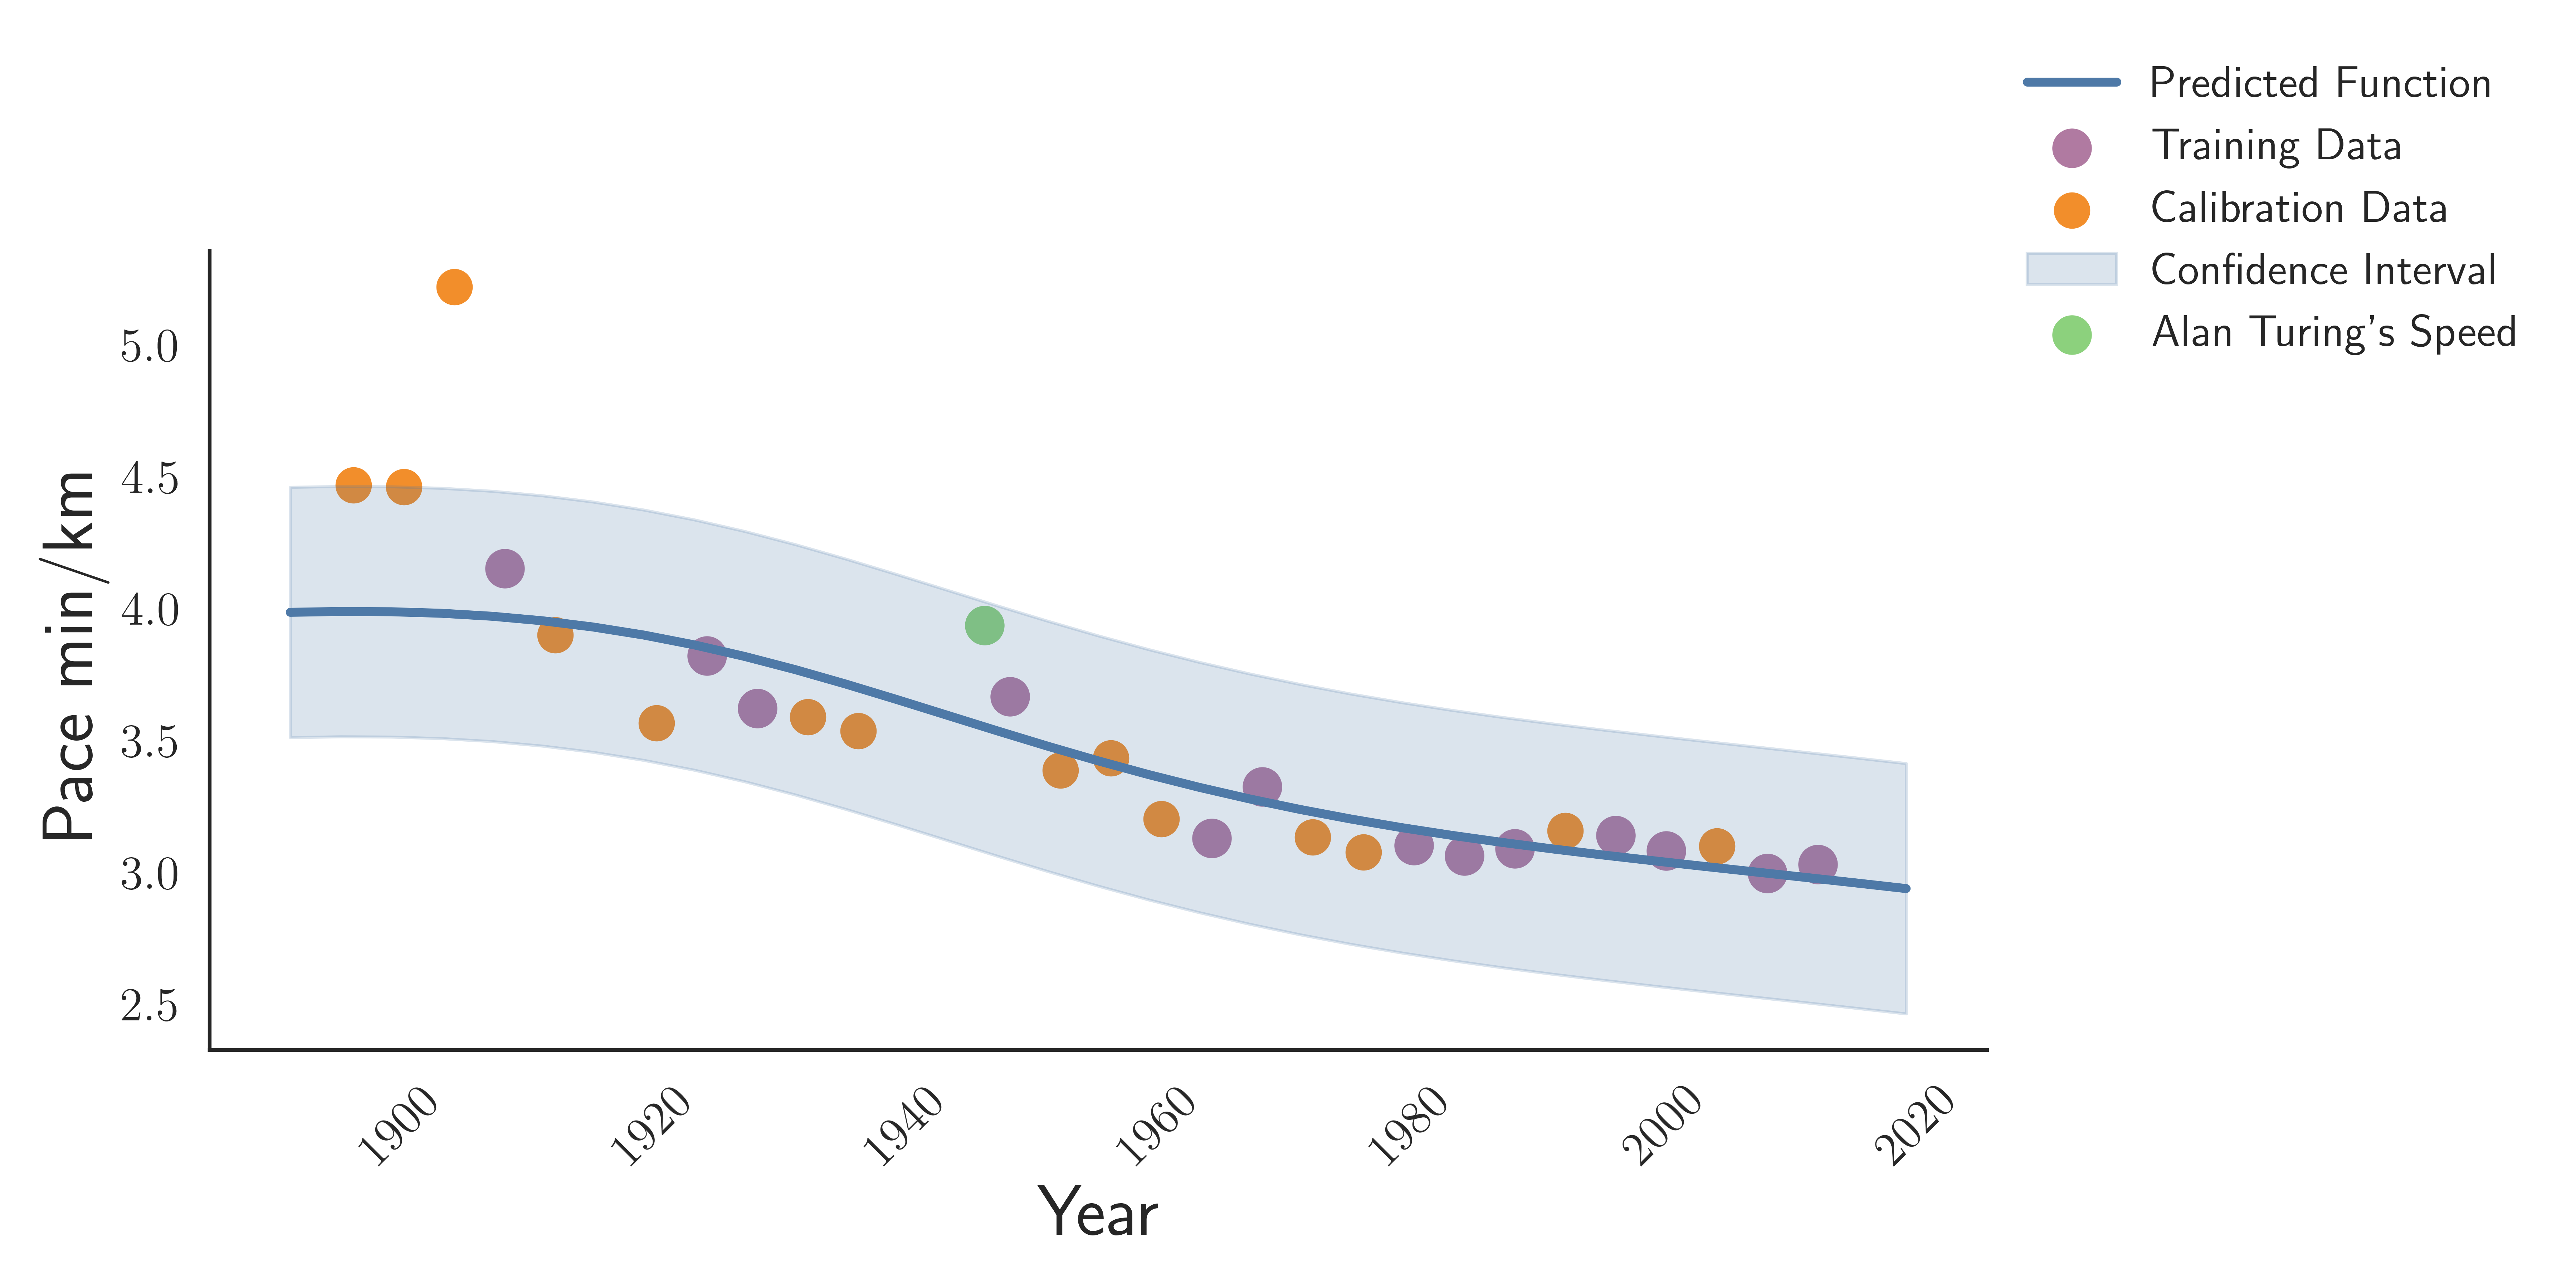 Predicted Function
Training Data
Calibration Data
Confidence Interval
Alan Turing's Speed
Pace min/km
5.0
4.5
4.0
3.5
3.0
2.5
1900 1920 1940 1960 1980 2000 2020
Year